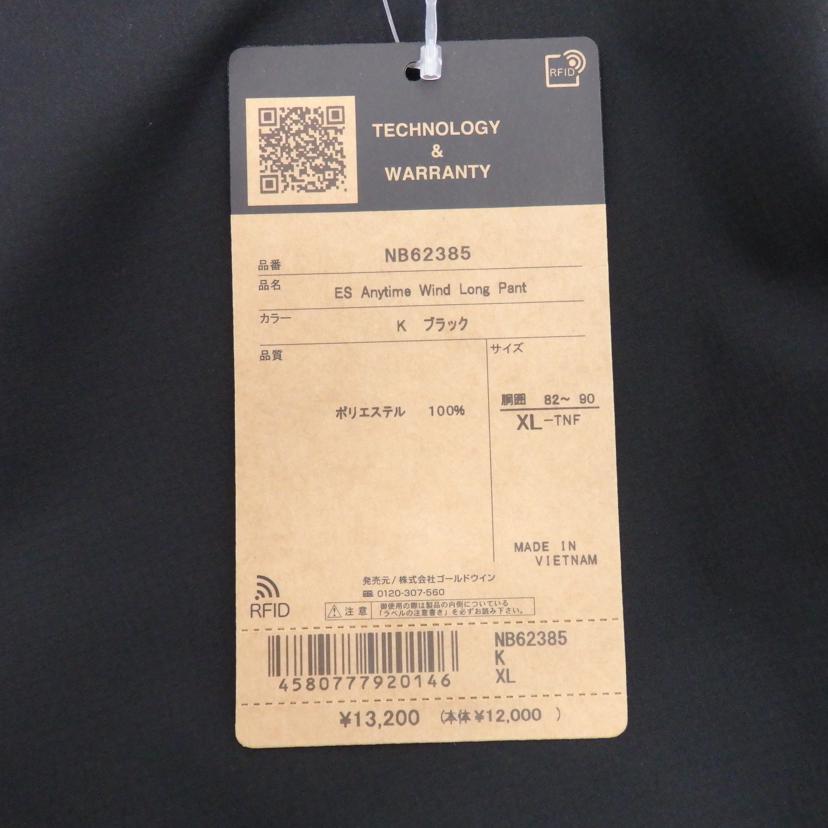 RFID
TECHNOLOGY
&
WARRANTY
品番 NB62385
品名 ES Anytime Wind Long Pant
カラー K ブラック
品質
ポリエステル 100%
サイズ
胴囲 82~ 90
XL-TNF
MADE IN
VIETNAM
発売元/株式会社ゴールドウイン
0120-307-560
RFID
注意
御使用の際は製品の内側についている
「ラベルの注意書き」を必ずお読み下さい。
NB62385
K
XL
4580777920146
¥13,200 (本体¥12,000 )